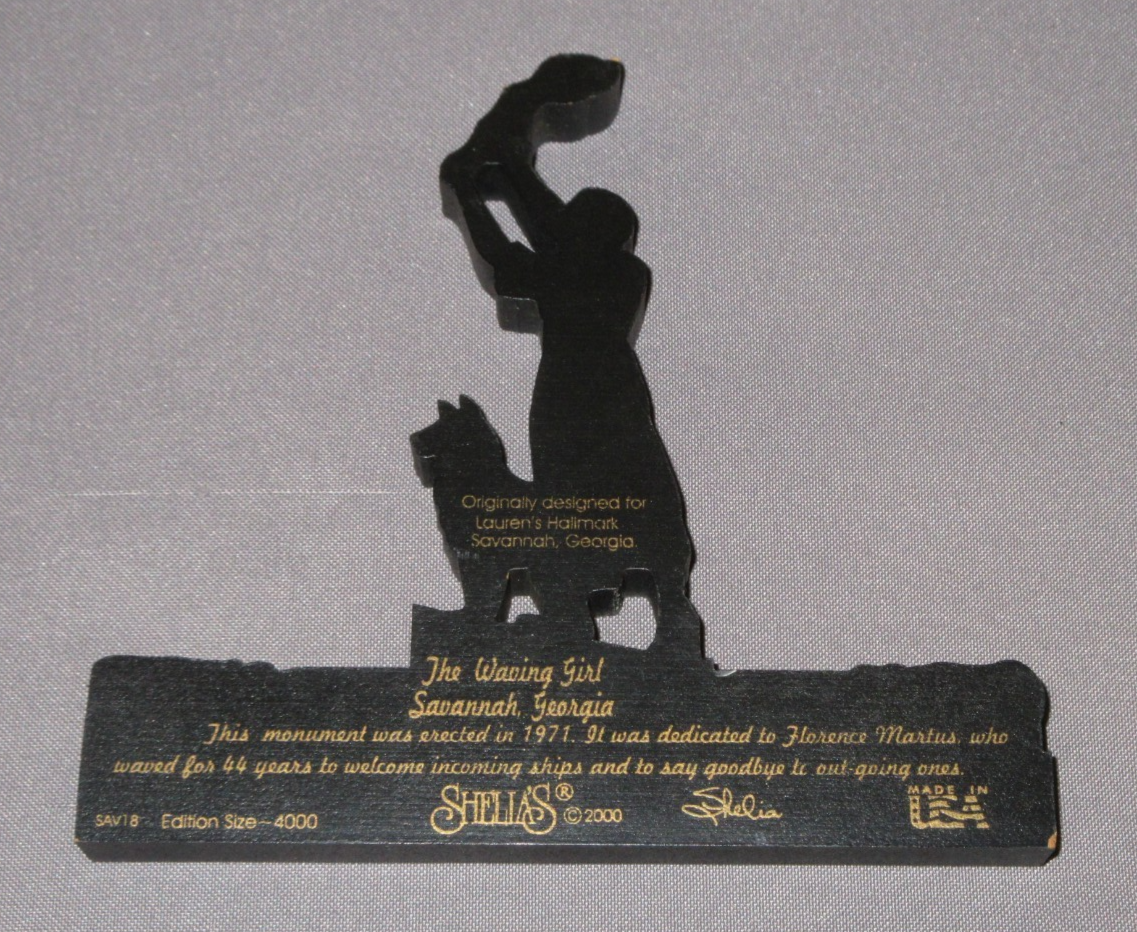 Originally designed for
Lauren's Hallmark
Savannah, Georgia.
The Waving Girl
Savannah, Georgia
This monument was erected in 1971. It was dedicated to Florence Martus, who
waved for 44 years to welcome incoming ships and to say goodbye to out-going ones.
SAV18 Edition Size-4000
SHELIA'S® ©2000
Shelia
MADE IN
USA